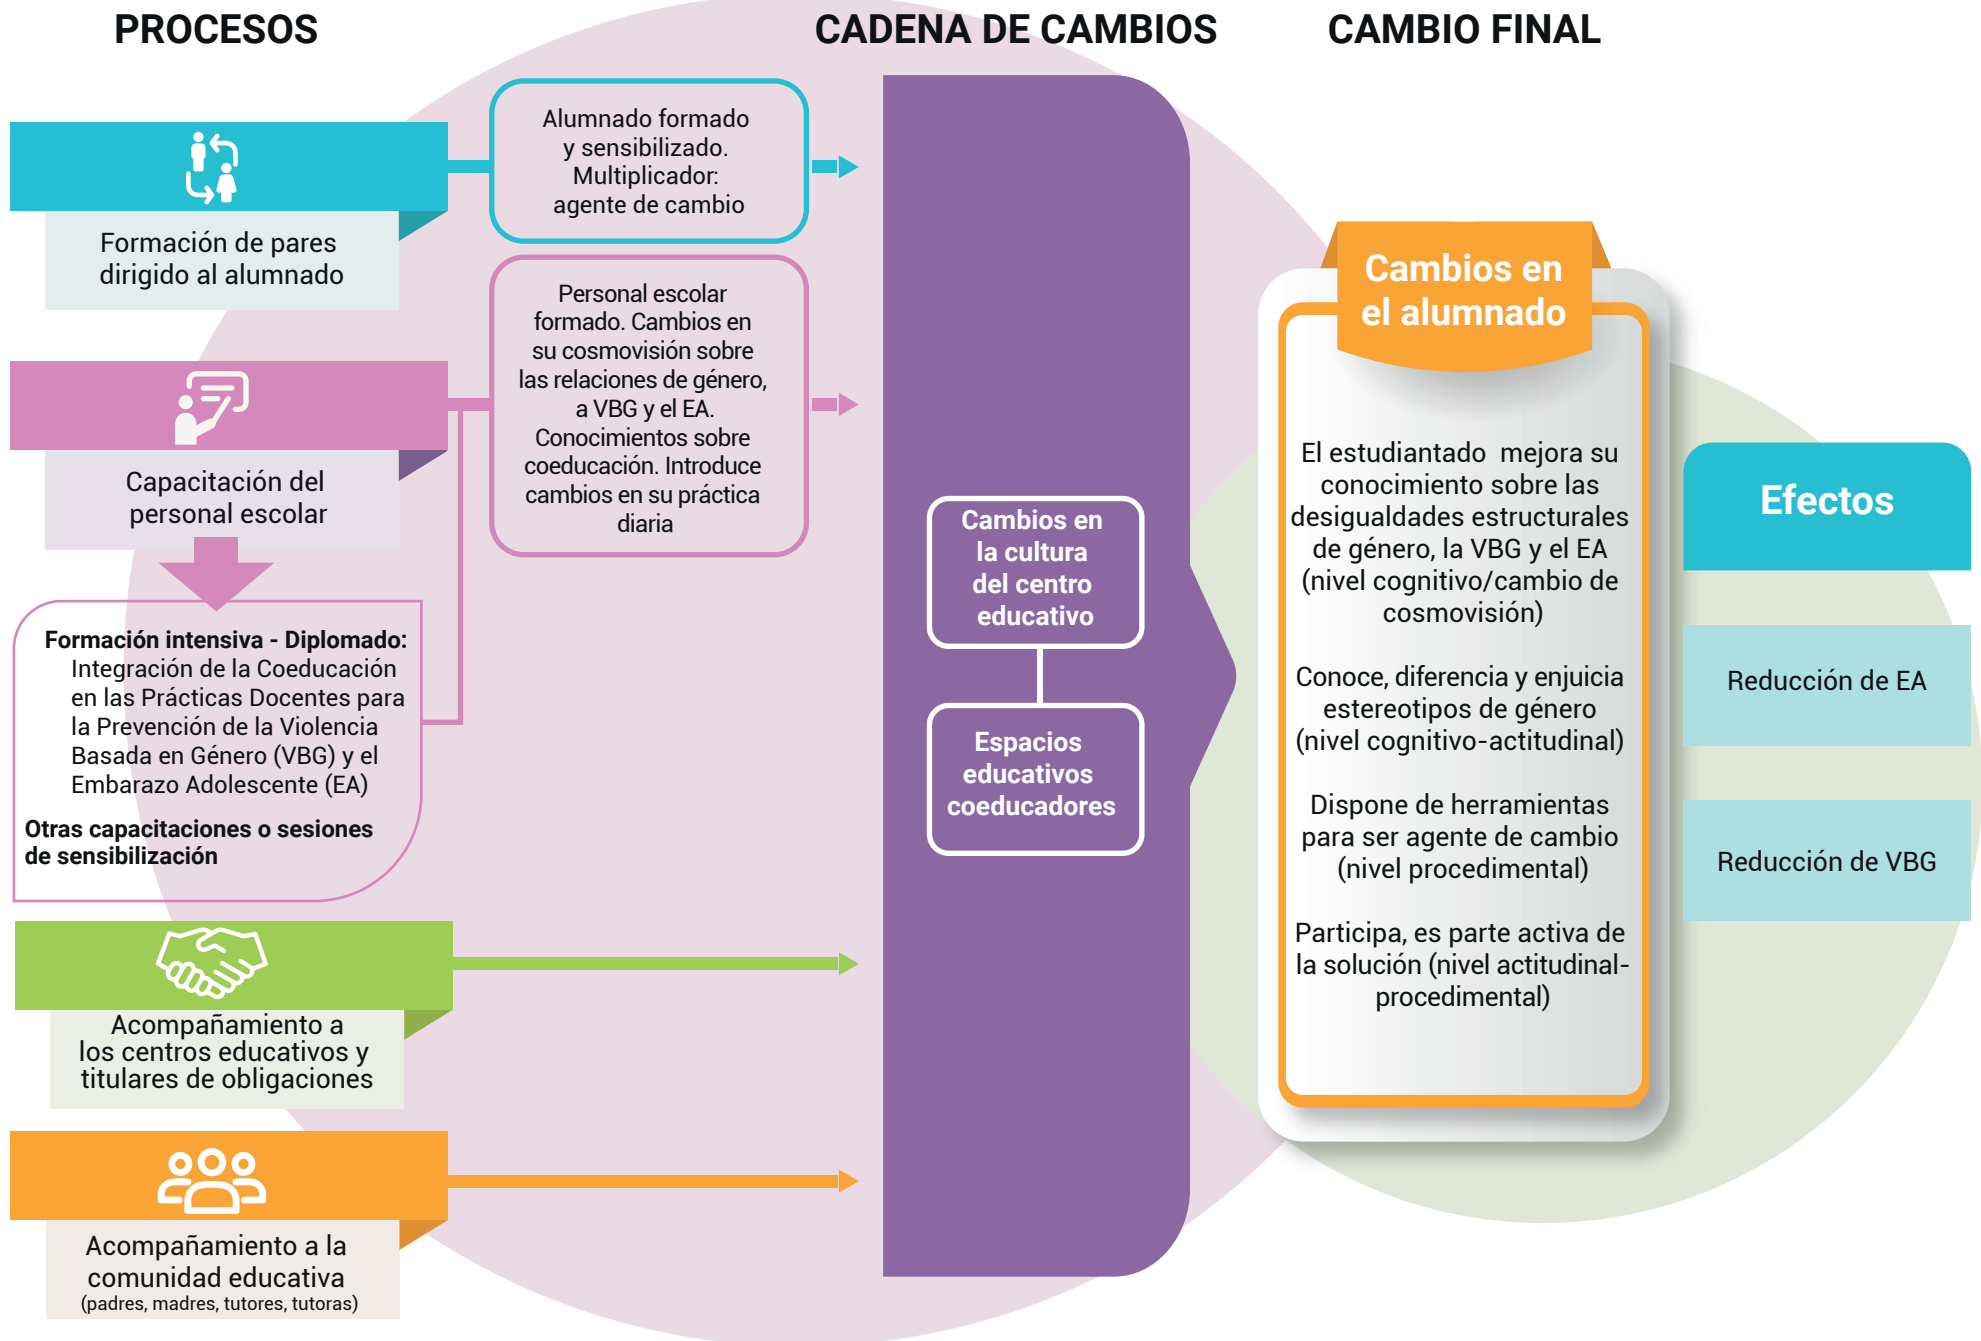 PROCESOS
CADENA DE CAMBIOS
CAMBIO FINAL
Formación de pares
dirigido al alumnado
Alumnado formado
y sensibilizado.
Multiplicador:
agente de cambio
Capacitación del
personal escolar
Personal escolar
formado. Cambios en
su cosmovisión sobre
las relaciones de género,
a VBG y el EA.
Conocimientos sobre
coeducación. Introduce
cambios en su práctica
diaria
Formación intensiva - Diplomado:
Integración de la Coeducación
en las Prácticas Docentes para
la Prevención de la Violencia
Basada en Género (VBG) y el
Embarazo Adolescente (EA)
Otras capacitaciones o sesiones
de sensibilización
Acompañamiento a
los centros educativos y
titulares de obligaciones
Acompañamiento a la
comunidad educativa
(padres, madres, tutores, tutoras)
Cambios en
la cultura
del centro
educativo
Espacios
educativos
coeducadores
Cambios en
el alumnado
El estudiantado mejora su
conocimiento sobre las
desigualdades estructurales
de género, la VBG y el EA
(nivel cognitivo/cambio de
cosmovisión)
Conoce, diferencia y enjuicia
estereotipos de género
(nivel cognitivo-actitudinal)
Dispone de herramientas
para ser agente de cambio
(nivel procedimental)
Participa, es parte activa de
la solución (nivel actitudinal-
procedimental)
Efectos
Reducción de EA
Reducción de VBG